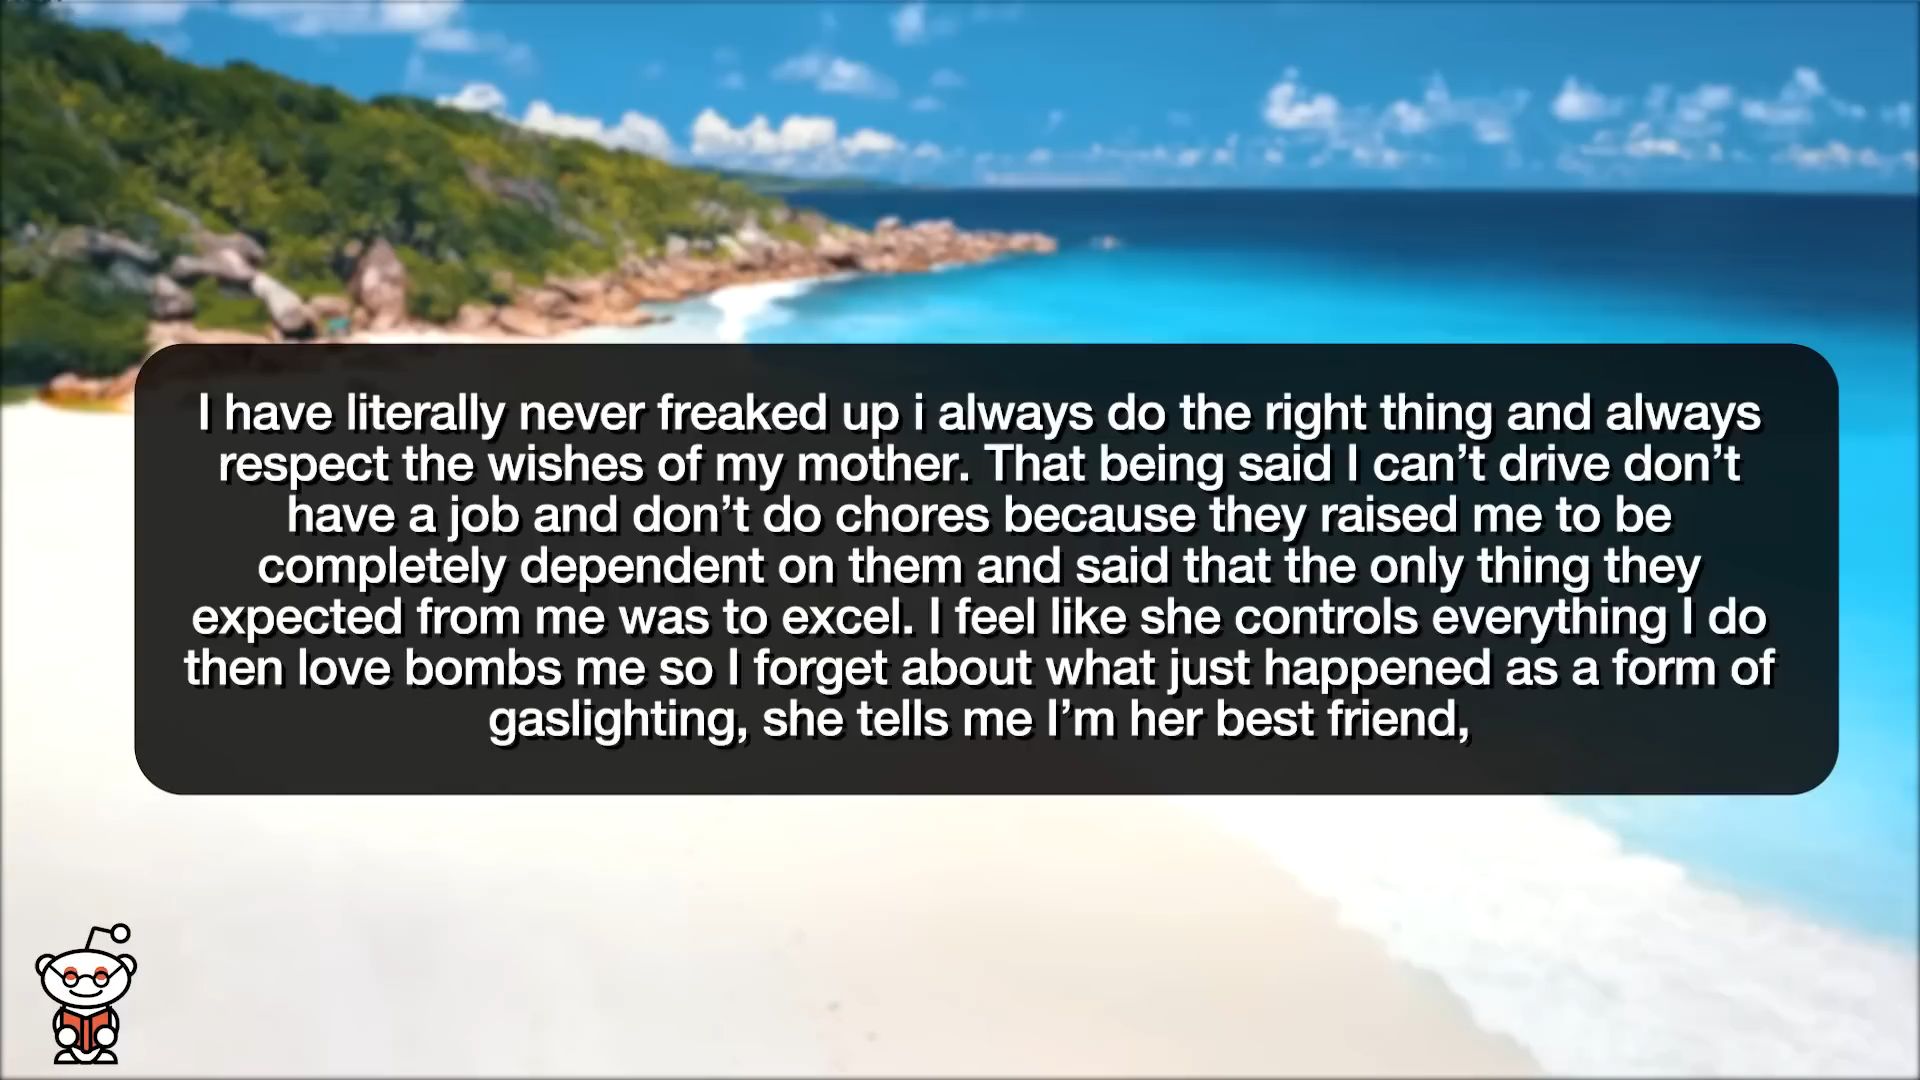 I have literally never freaked up i always do the right thing and always
respect the wishes of my mother. That being said I can’t drive don’t
have a job and don’t do chores because they raised me to be
completely dependent on them and said that the only thing they
expected from me was to excel. I feel like she controls everything I do
then love bombs me so I forget about what just happened as a form of
gaslighting, she tells me I’m her best friend,